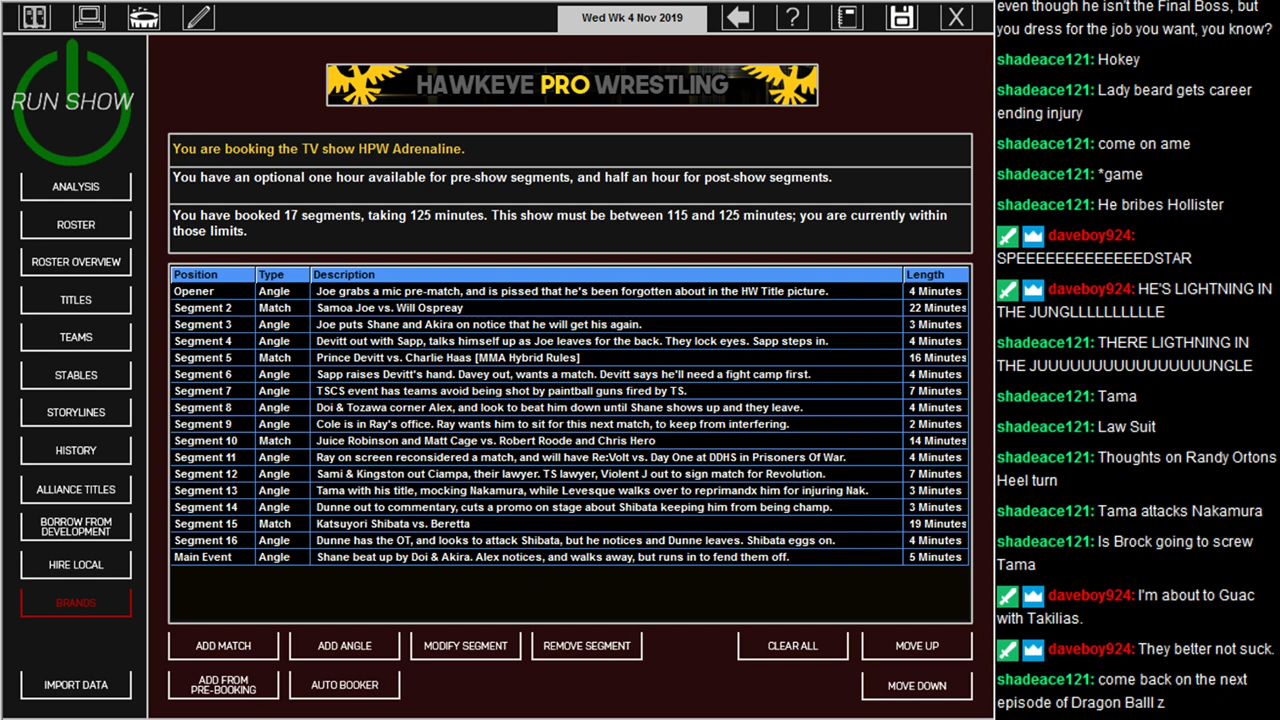 Wed Wk 4 Nov 2019
?
X
RUN SHOW
ANALYSIS
ROSTER
ROSTER OVERVIEW
TITLES
TEAMS
STABLES
STORYLINES
HISTORY
ALLIANCE TITLES
BORROW FROM
DEVELOPMENT
HIRE LOCAL
BRANDS
IMPORT DATA
HAWKEYE PRO WRESTLING
You are booking the TV show HPW Adrenaline.
You have an optional one hour available for pre-show segments, and half an hour for post-show segments.
You have booked 17 segments, taking 125 minutes. This show must be between 115 and 125 minutes; you are currently within
those limits.
Position Type Description Length
Opener Angle Joe grabs a mic pre-match, and is pissed that he's been forgotten about in the HW Title picture. 4 Minutes
Segment 2 Match Samoa Joe vs. Will Ospreay 22 Minutes
Segment 3 Angle Joe puts Shane and Akira on notice that he will get his again. 3 Minutes
Segment 4 Angle Devitt out with Sapp, talks himself up as Joe leaves for the back. They lock eyes. Sapp steps in. 4 Minutes
Segment 5 Match Prince Devitt vs. Charlie Haas [MMA Hybrid Rules] 16 Minutes
Segment 6 Angle Sapp raises Devitt's hand. Davey out, wants a match. Devitt says he'll need a fight camp first. 4 Minutes
Segment 7 Angle TSCS event has teams avoid being shot by paintball guns fired by TS. 7 Minutes
Segment 8 Angle Doi & Tozawa corner Alex, and look to beat him down until Shane shows up and they leave. 4 Minutes
Segment 9 Angle Cole is in Ray's office. Ray wants him to sit for this next match, to keep from interfering. 2 Minutes
Segment 10 Match Juice Robinson and Matt Cage vs. Robert Roode and Chris Hero 14 Minutes
Segment 11 Angle Ray on screen reconsidered a match, and will have Re:Volt vs. Day One at DDHS in Prisoners Of War. 4 Minutes
Segment 12 Angle Sami & Kingston out Ciampa, their lawyer. TS lawyer, Violent J out to sign match for Revolution. 7 Minutes
Segment 13 Angle Tama with his title, mocking Nakamura, while Levesque walks over to reprimandx him for injuring Nak. 3 Minutes
Segment 14 Angle Dunne out to commentary, cuts a promo on stage about Shibata keeping him from being champ. 3 Minutes
Segment 15 Match Katsuyori Shibata vs. Beretta 19 Minutes
Segment 16 Angle Dunne has the OT, and looks to attack Shibata, but he notices and Dunne leaves. Shibata eggs on. 4 Minutes
Main Event Angle Shane beat up by Doi & Akira. Alex notices, and walks away, but runs in to fend them off. 5 Minutes
ADD MATCH
ADD ANGLE
MODIFY SEGMENT
REMOVE SEGMENT
CLEAR ALL
MOVE UP
ADD FROM
PRE-BOOKING
AUTO BOOKER
MOVE DOWN
even though he isn't the Final Boss, but
you dress for the job you want, you know?
shadeace121: Hokey
shadeace121: Lady beard gets career
ending injury
shadeace121: come on ame
shadeace121: *game
shadeace121: He bribes Hollister
daveboy924:
SPEEEEEEEEEEEEDSTAR
daveboy924: HE'S LIGHTNING IN
THE JUNGLLLLLLLLLE
daveboy924: THERE LIGTHNING IN
THE JUUUUUUUUUUUUUUUNGLE
shadeace121: Tama
shadeace121: Law Suit
shadeace121: Thoughts on Randy Ortons
Heel turn
shadeace121: Tama attacks Nakamura
shadeace121: Is Brock going to screw
Tama
daveboy924: I'm about to Guac
with Takilias.
daveboy924: They better not suck.
shadeace121: come back on the next
episode of Dragon Balll z